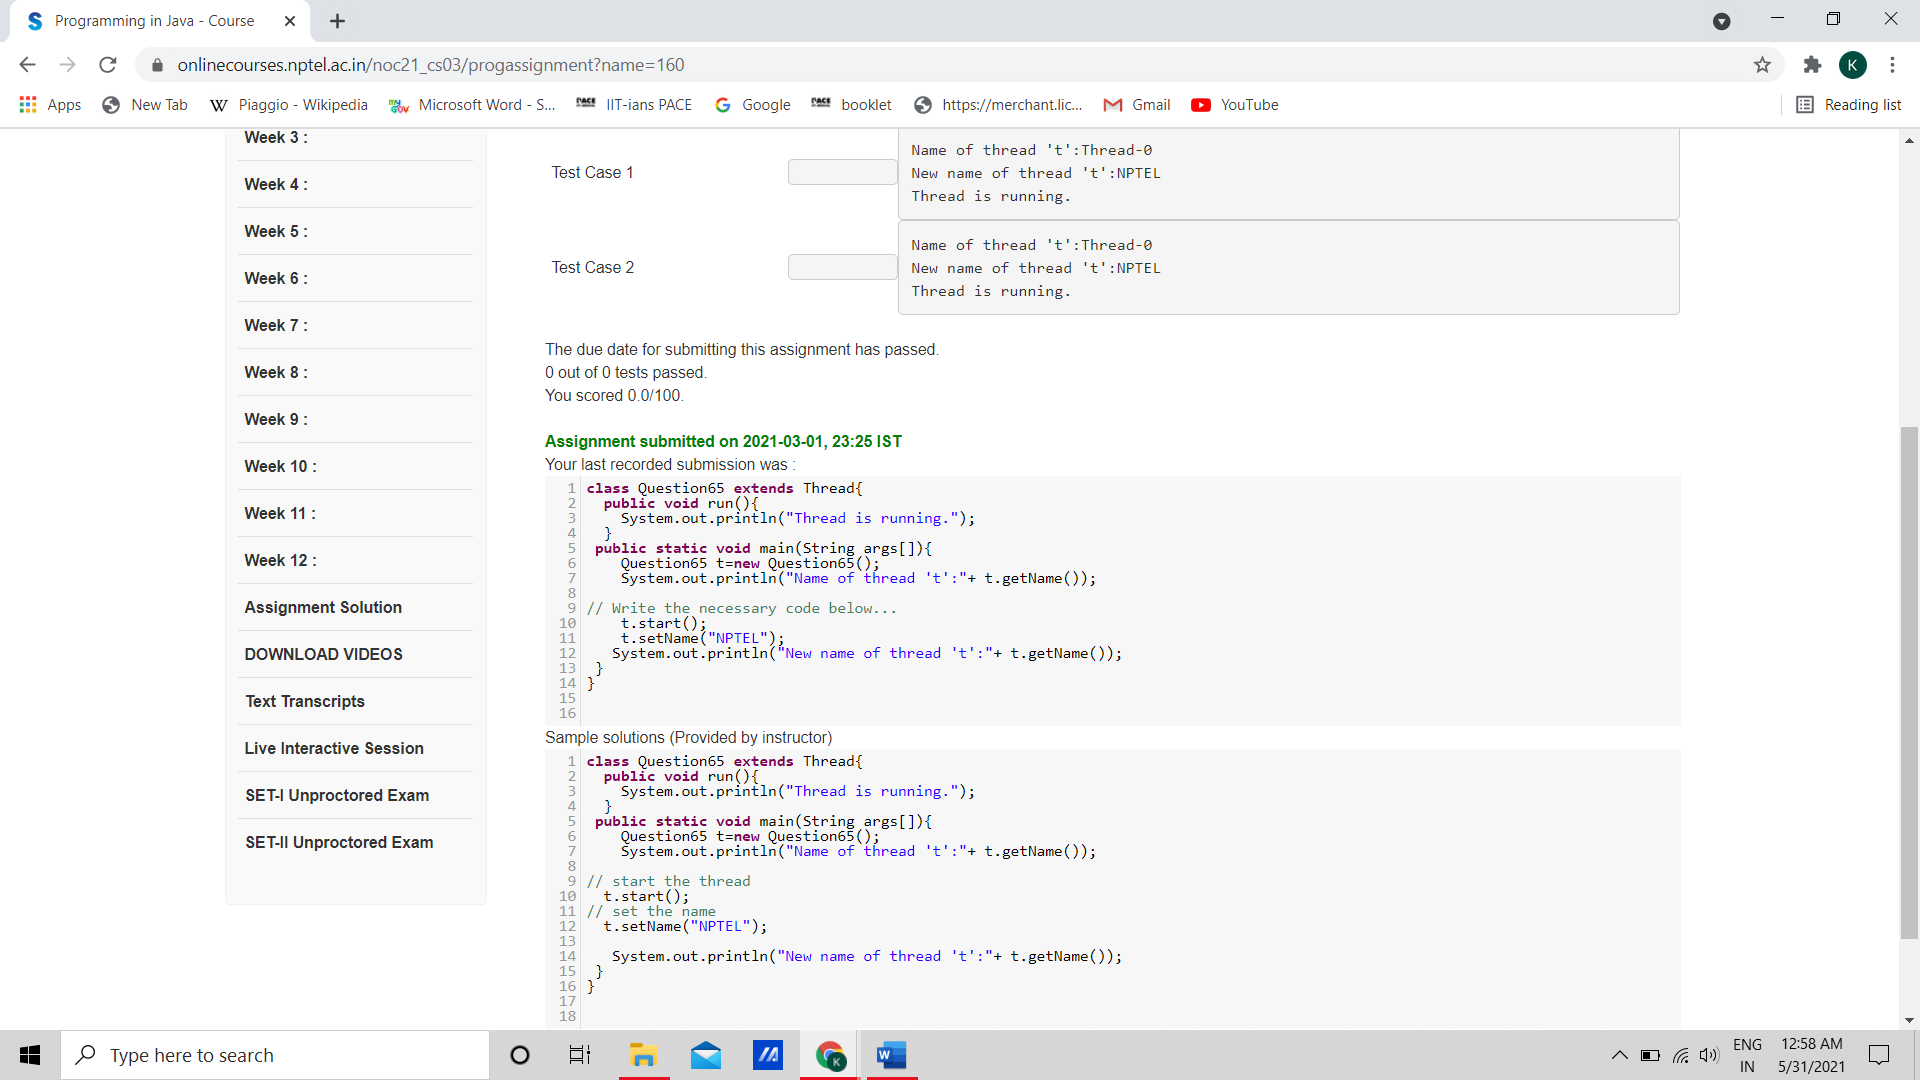 Programming in Java - Course
onlinecourses.nptel.ac.in/noc21_cs03/progassignment?name=160
K
Apps
New Tab
W Piaggio - Wikipedia
Microsoft Word - S...
PACE IIT-ians PACE
Google
PACE booklet
https://merchant.lic...
Gmail
YouTube
Reading list
Week 3 :
Week 4 :
Week 5 :
Week 6 :
Week 7 :
Week 8 :
Week 9 :
Week 10 :
Week 11 :
Week 12 :
Assignment Solution
DOWNLOAD VIDEOS
Text Transcripts
Live Interactive Session
SET-I Unproctored Exam
SET-II Unproctored Exam
Test Case 1
Name of thread 't':Thread-0
New name of thread 't':NPTEL
Thread is running.
Test Case 2
Name of thread 't':Thread-0
New name of thread 't':NPTEL
Thread is running.
The due date for submitting this assignment has passed.
0 out of 0 tests passed.
You scored 0.0/100.
Assignment submitted on 2021-03-01, 23:25 IST
Your last recorded submission was :
1 class Question65 extends Thread{
2 public void run(){
3 System.out.println("Thread is running.");
4 }
5 public static void main(String args[]){
6 Question65 t=new Question65();
7 System.out.println("Name of thread 't':"+ t.getName());
8
9 // Write the necessary code below...
10 t.start();
11 t.setName("NPTEL");
12 System.out.println("New name of thread 't':"+ t.getName());
13 }
14 }
15
16
Sample solutions (Provided by instructor)
1 class Question65 extends Thread{
2 public void run(){
3 System.out.println("Thread is running.");
4 }
5 public static void main(String args[]){
6 Question65 t=new Question65();
7 System.out.println("Name of thread 't':"+ t.getName());
8
9 // start the thread
10 t.start();
11 // set the name
12 t.setName("NPTEL");
13
14 System.out.println("New name of thread 't':"+ t.getName());
15 }
16 }
17
18
Type here to search
K
W
ENG
IN
12:58 AM
5/31/2021